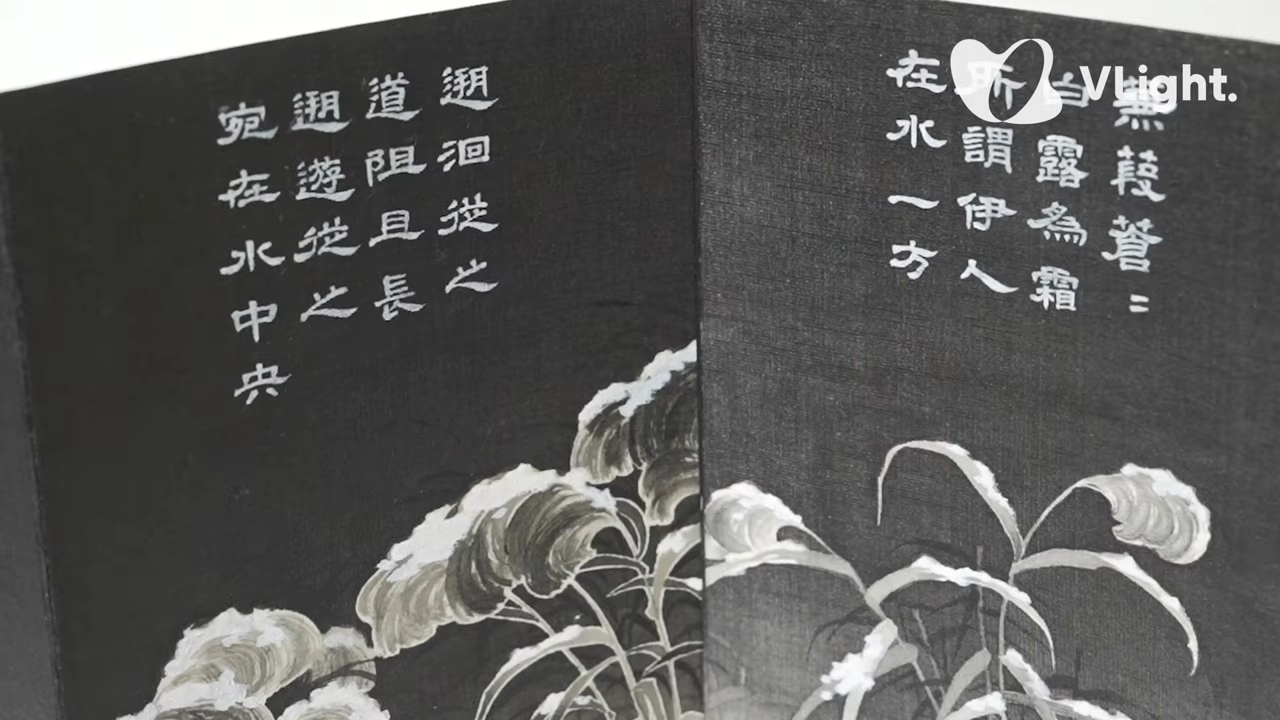 蒹葭蒼〻
白露為霜
所謂伊人
在水一方
遡洄從之
道阻且長
遡遊從之
宛在水中央
VLight.